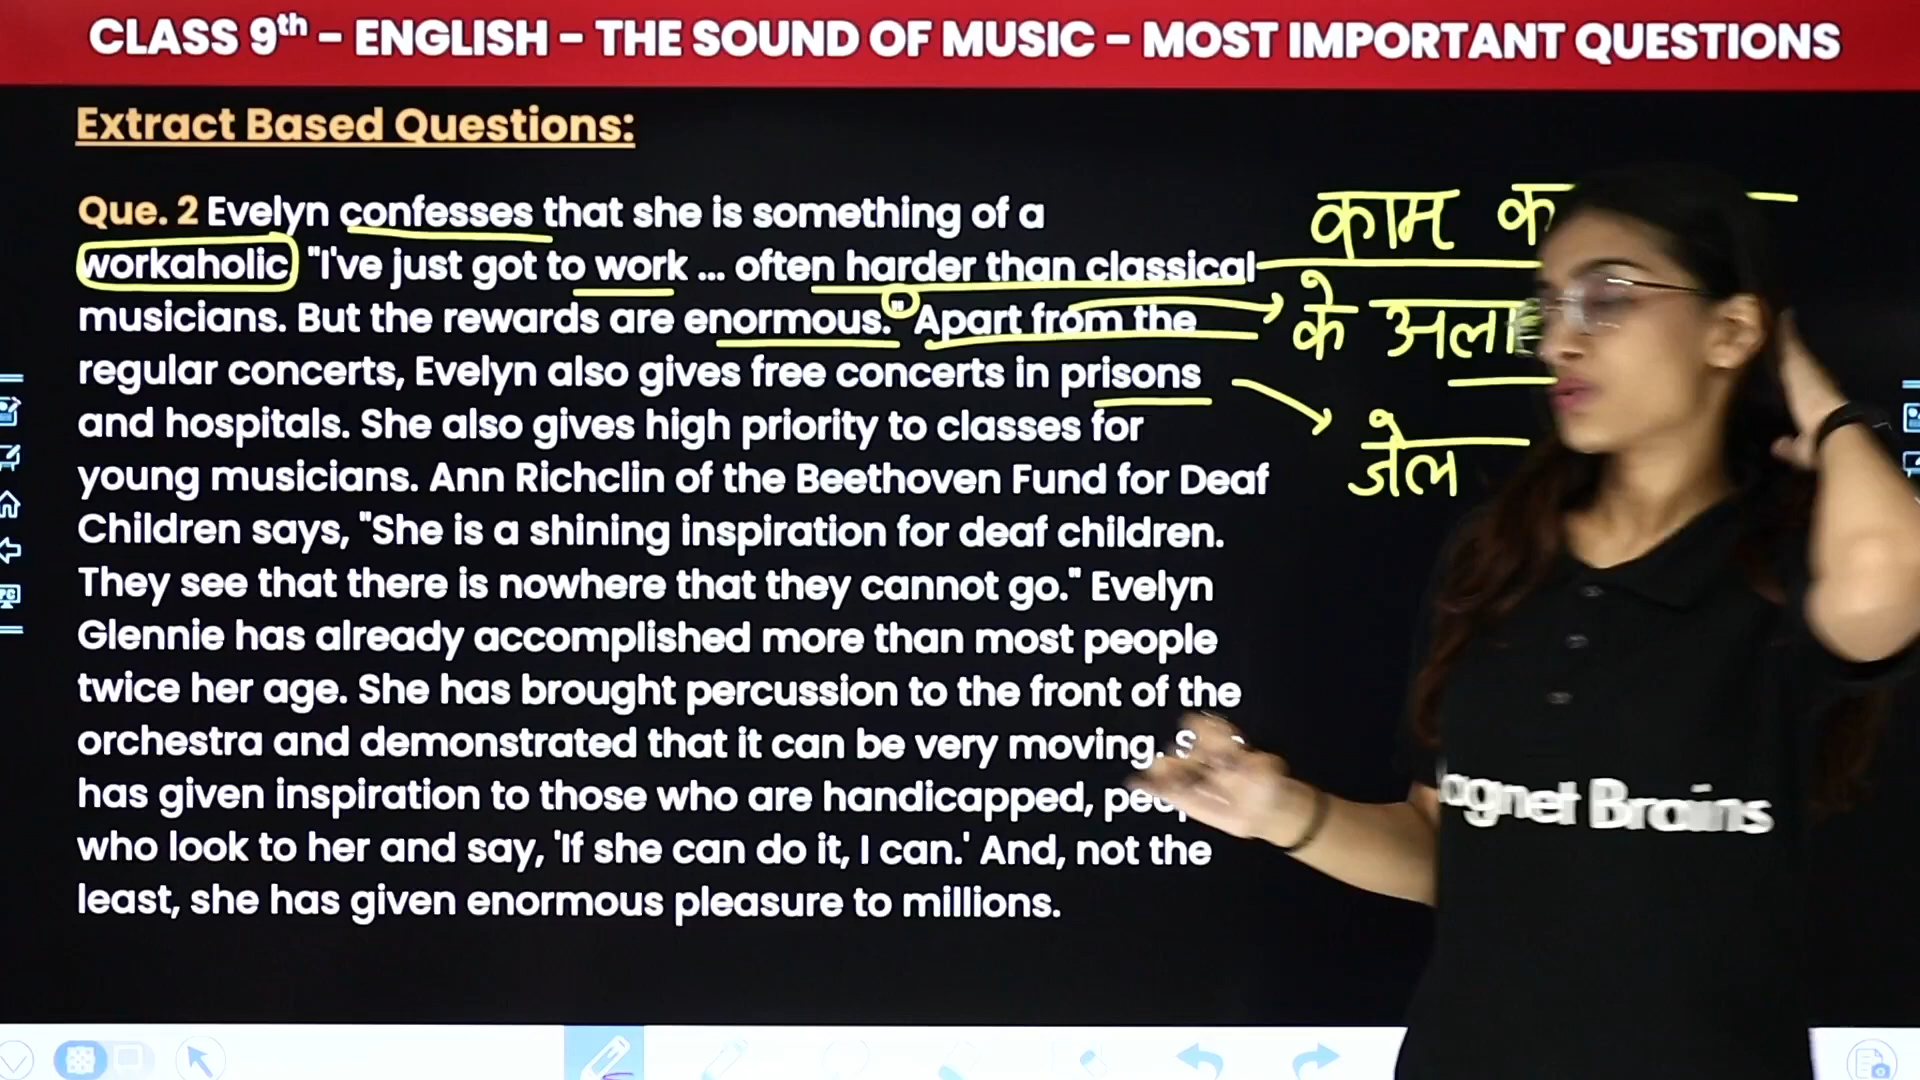 CLASS 9th – ENGLISH – THE SOUND OF MUSIC – MOST IMPORTANT QUESTIONS
Extract Based Questions:
Que. 2 Evelyn confesses that she is something of a
workaholic "I've just got to work ... often harder than classical
musicians. But the rewards are enormous." Apart from the
regular concerts, Evelyn also gives free concerts in prisons
and hospitals. She also gives high priority to classes for
young musicians. Ann Richclin of the Beethoven Fund for Deaf
Children says, "She is a shining inspiration for deaf children.
They see that there is nowhere that they cannot go." Evelyn
Glennie has already accomplished more than most people
twice her age. She has brought percussion to the front of the
orchestra and demonstrated that it can be very moving.
has given inspiration to those who are handicapped,
who look to her and say, 'If she can do it, I can.' And, not the
least, she has given enormous pleasure to millions.
काम
के
जेल
Brains